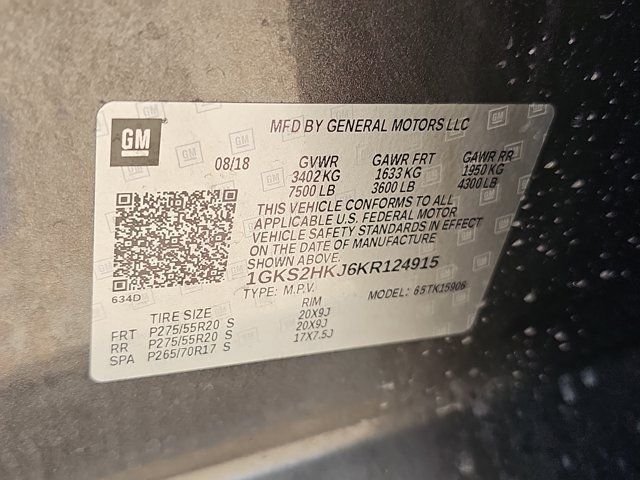 GM
MFD BY GENERAL MOTORS LLC
08/18 GVWR GAWR FRT GAWR RR
3402 KG 1633 KG 1950 KG
7500 LB 3600 LB 4300 LB
THIS VEHICLE CONFORMS TO ALL
APPLICABLE U.S. FEDERAL MOTOR
VEHICLE SAFETY STANDARDS IN EFFECT
ON THE DATE OF MANUFACTURE
SHOWN ABOVE.
1GKS2HKJ6KR124915
TYPE: M.P.V. MODEL: 65TK15906
634D
TIRE SIZE RIM
FRT P275/55R20 S 20X9J
RR P275/55R20 S 20X9J
SPA P265/70R17 S 17X7.5J